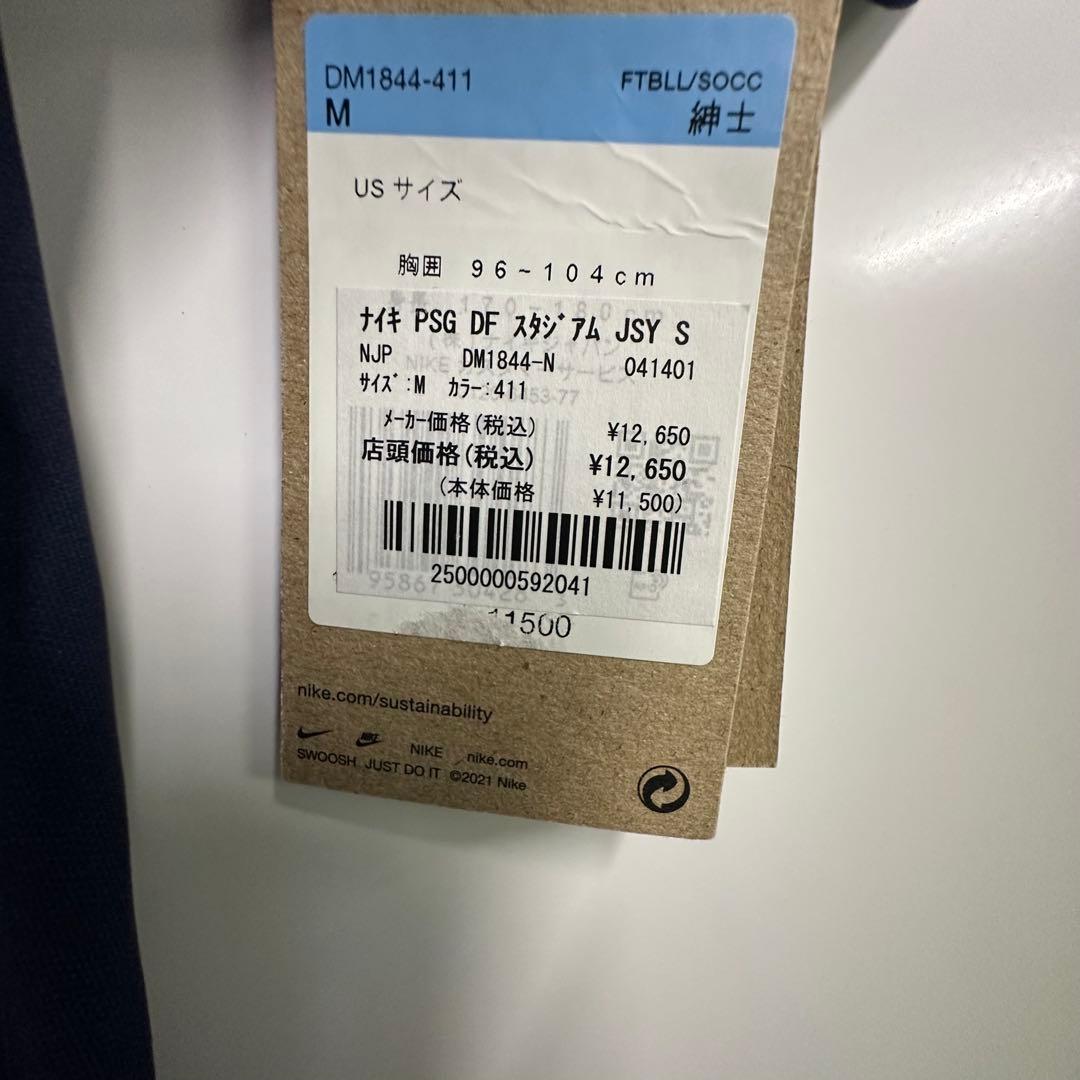 DM1844-411 FTBLL/SOCC
M 紳士
US サイズ
胸囲 96~104cm
ﾅｲｷ PSG DF ｽﾀｼﾞｱﾑ JSY S
NJP DM1844-N 041401
ｻｲｽﾞ:M ｶﾗｰ:411
ﾒｰｶｰ価格(税込) ¥12,650
店頭価格(税込) ¥12,650
(本体価格 ¥11,500)
2500000592041
11500
nike.com/sustainability
NIKE nike.com
SWOOSH JUST DO IT ©2021 Nike